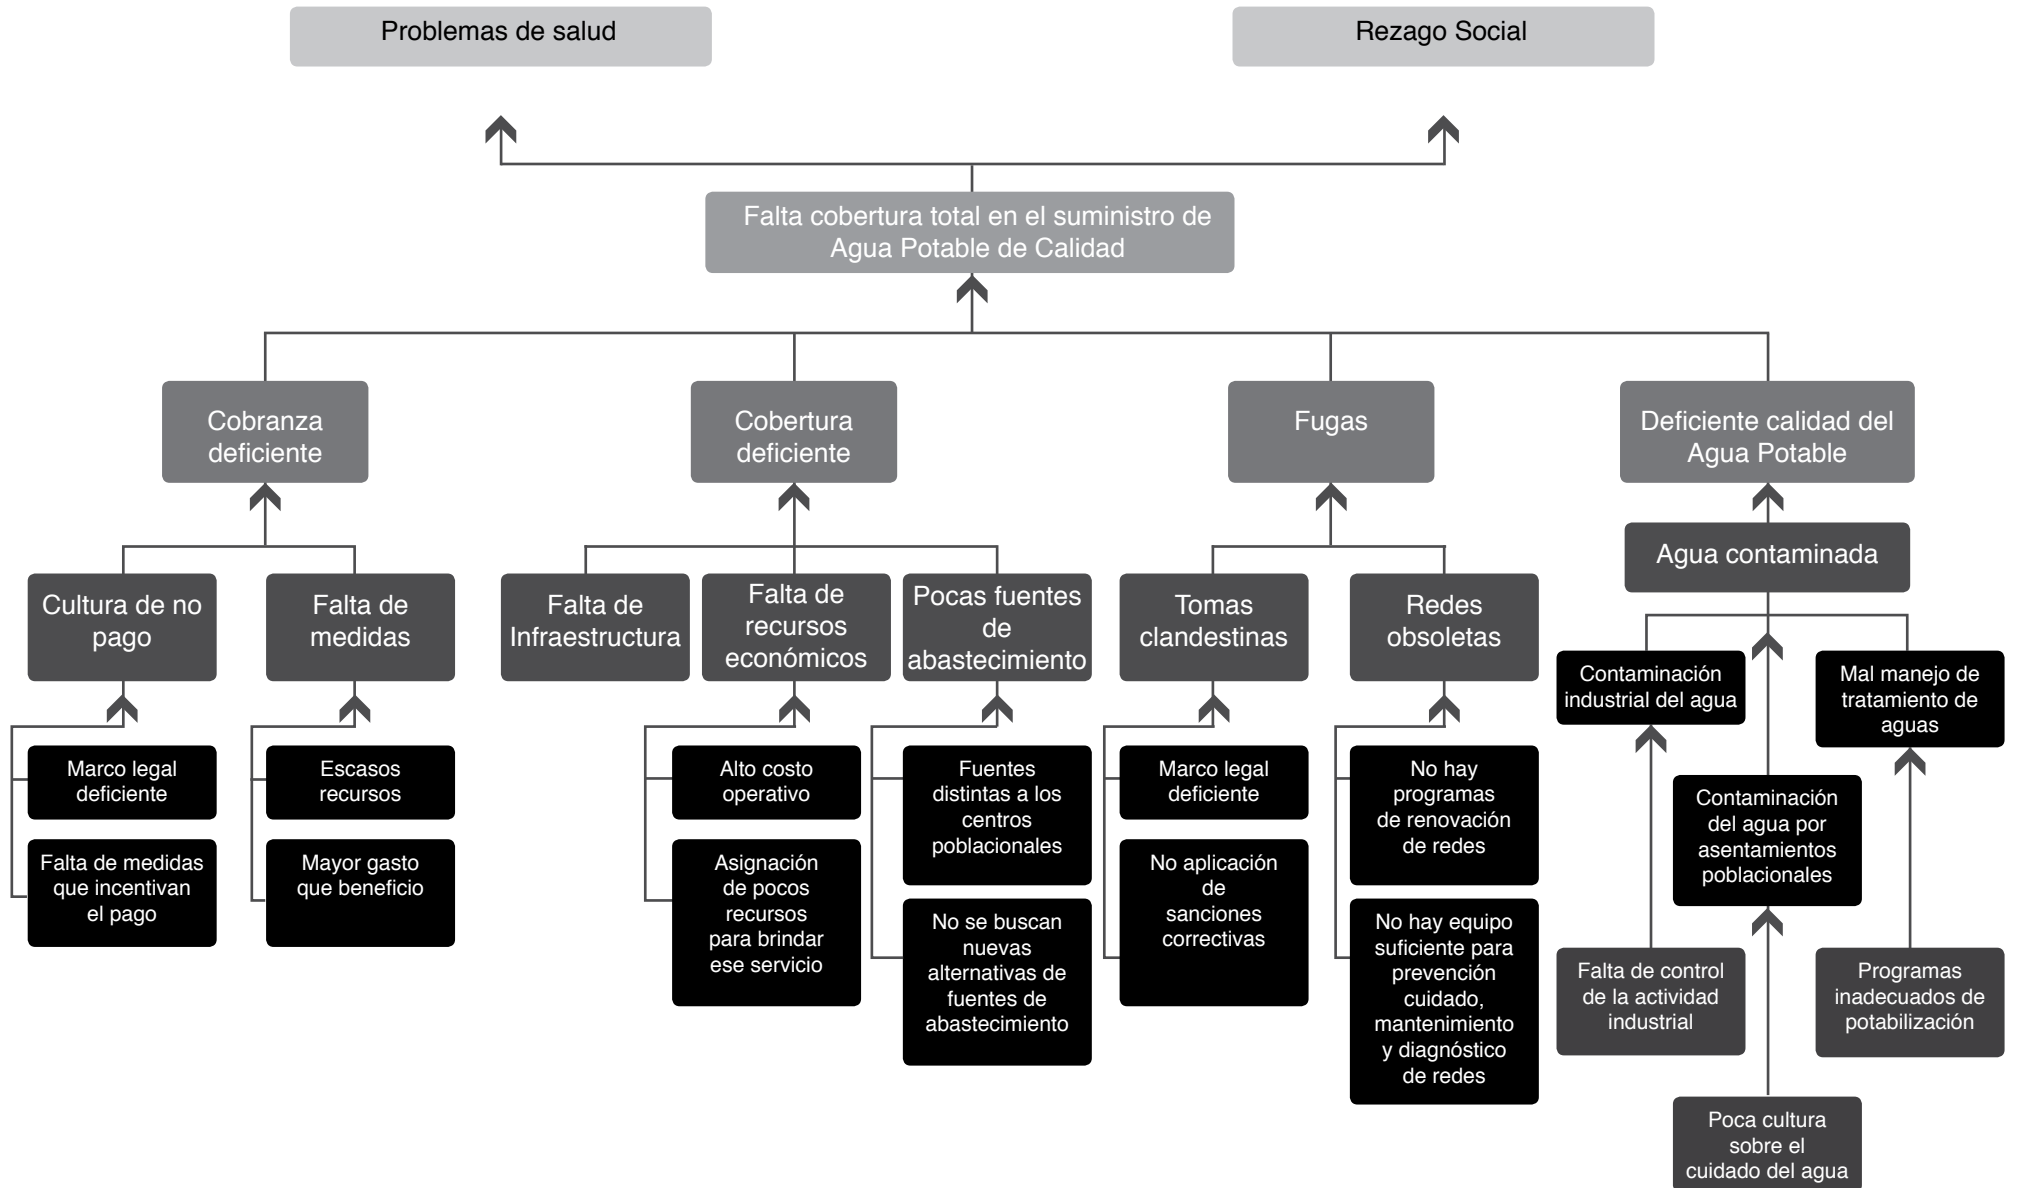 Problemas de salud
Rezago Social
Falta cobertura total en el suministro de
Agua Potable de Calidad
Cobranza
deficiente
Cobertura
deficiente
Fugas
Deficiente calidad del
Agua Potable
Agua contaminada
Cultura de no
pago
Falta de
medidas
Falta de
Infraestructura
Falta de
recursos
económicos
Pocas fuentes
de
abastecimiento
Tomas
clandestinas
Redes
obsoletas
Contaminación
industrial del agua
Mal manejo de
tratamiento de
aguas
Marco legal
deficiente
Escasos
recursos
Alto costo
operativo
Fuentes
distintas a los
centros
poblacionales
Marco legal
deficiente
No hay
programas
de renovación
de redes
Contaminación
del agua por
asentamientos
poblacionales
Falta de medidas
que incentivan
el pago
Mayor gasto
que beneficio
Asignación
de pocos
recursos
para brindar
ese servicio
No se buscan
nuevas
alternativas de
fuentes de
abastecimiento
No aplicación
de
sanciones
correctivas
No hay equipo
suficiente para
prevención
cuidado,
mantenimiento
y diagnóstico
de redes
Falta de control
de la actividad
industrial
Programas
inadecuados de
potabilización
Poca cultura
sobre el
cuidado del agua